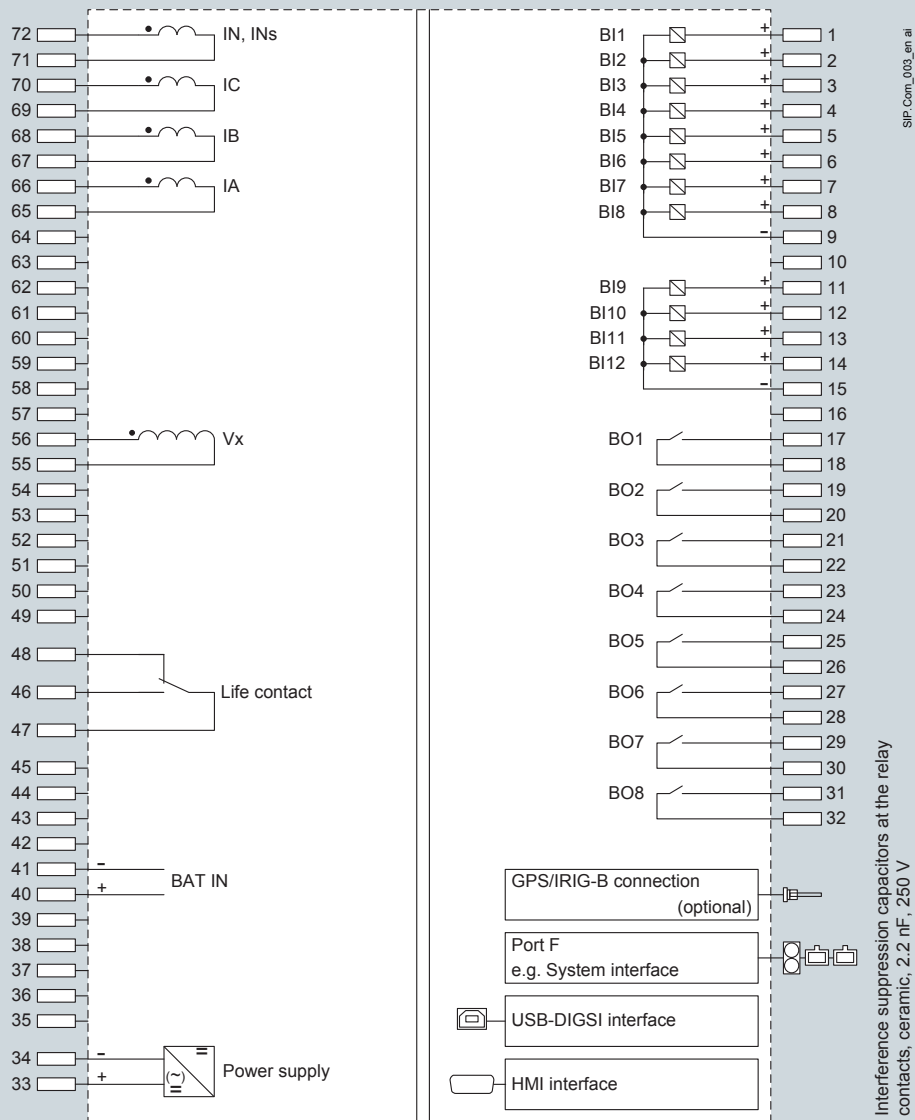 72 IN, INs
71
70 IC
69
68 IB
67
66 IA
65
64
63
62
61
60
59
58
57
56 Vx
55
54
53
52
51
50
49
48
46 Life contact
47
45
44
43
42
41 -
BAT IN
40 +
39
38
37
36
35
34 - =
Power supply
33 + (~) =
BI1 + 1
BI2 + 2
BI3 + 3
BI4 + 4
BI5 + 5
BI6 + 6
BI7 + 7
BI8 + 8
- 9
10
BI9 + 11
BI10 + 12
BI11 + 13
BI12 + 14
- 15
16
BO1 17
18
BO2 19
20
BO3 21
22
BO4 23
24
BO5 25
26
BO6 27
28
BO7 29
30
BO8 31
32
GPS/IRIG-B connection
(optional)
Port F
e.g. System interface
USB-DIGSI interface
HMI interface
SIP.Com_003_en ai
Interference suppression capacitors at the relay
contacts, ceramic, 2.2 nF, 250 V